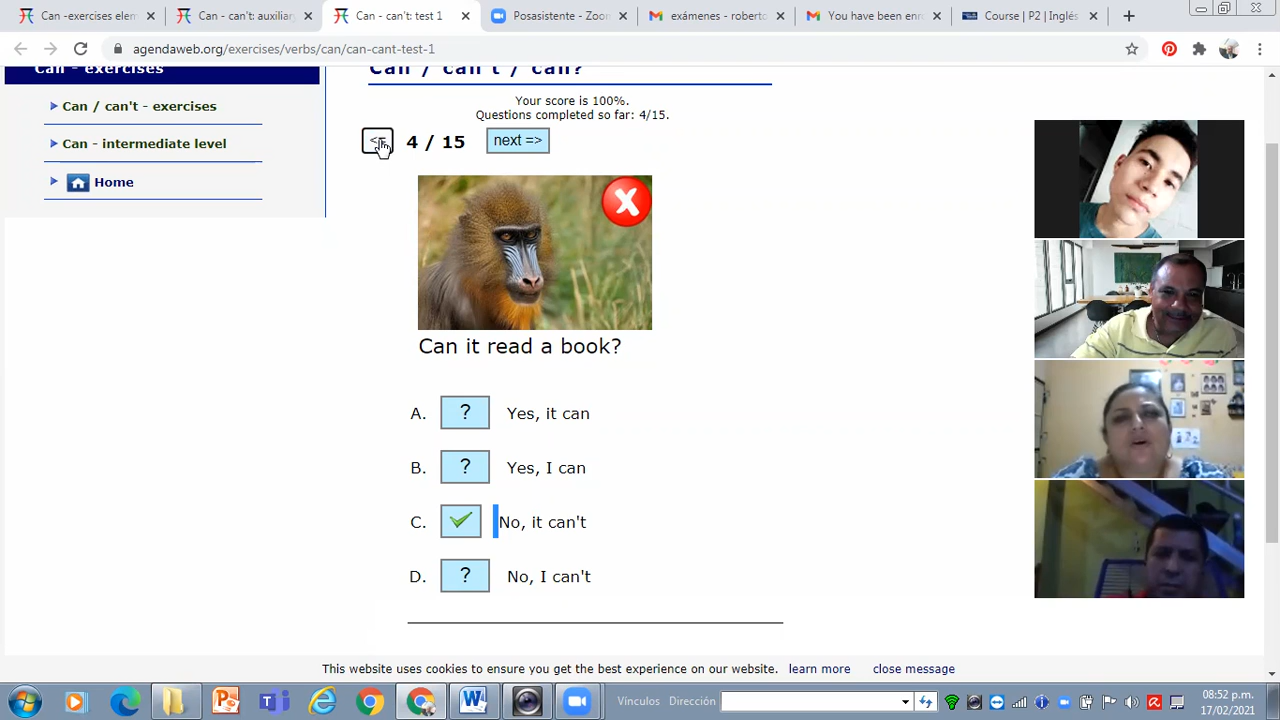 Can -exercises elem
Can - can't: auxiliar
Can - can't: test 1
Posasistente - Zoom
exámenes - roberto
You have been enr
Course | P21 Inglés
agendaweb.org/exercises/verbs/can/can-cant-test-1
Can - exercises
Can / can't - exercises
Can - intermediate level
Home
Can / can't / can?
Your score is 100%.
Questions completed so far: 4/15.
<=
4 / 15
next =>
Can it read a book?
A. ? Yes, it can
B. ? Yes, I can
C. No, it can't
D. ? No, I can't
This website uses cookies to ensure you get the best experience on our website. learn more close message
Vínculos Dirección
08:52 p.m.
17/02/2021